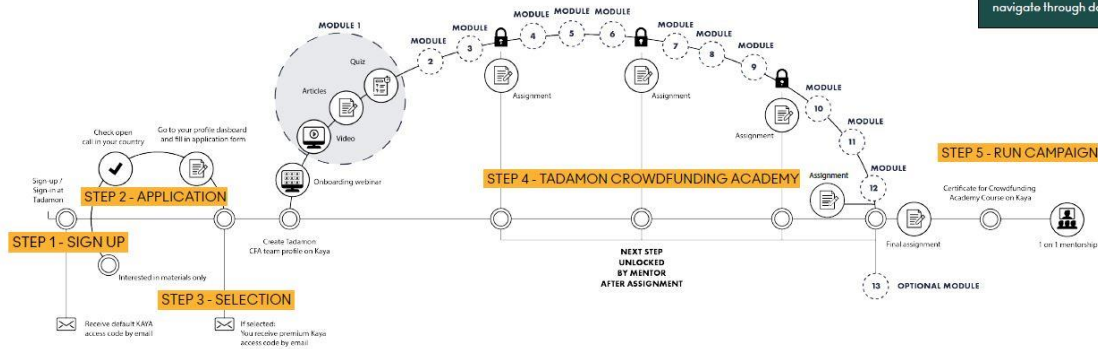 navigate through d
MODULE 1
Quiz
Articles
Video
Onboarding webinar
MODULE
2
MODULE
3
MODULE
4
MODULE
5
MODULE
6
MODULE
7
MODULE
8
MODULE
9
MODULE
10
MODULE
11
MODULE
12
Assignment
Assignment
Assignment
Assignment
Check open
call in your country
Go to your profile dasboard
and fill in application form
Sign-up /
Sign-in at
Tadamon
STEP 2 - APPLICATION
STEP 4 - TADAMON CROWDFUNDING ACADEMY
STEP 5 - RUN CAMPAIGN
STEP 1 - SIGN UP
Interested in materials only
Create Tadamon
CFA team profile on Kaya
STEP 3 - SELECTION
Receive default KAYA
access code by email
If selected:
You receive premium Kaya
access code by email
NEXT STEP
UNLOCKED
BY MENTOR
AFTER ASSIGNMENT
Final assignment
Certificate for Crowdfunding
Academy Course on Kaya
1 on 1 mentorship
13 OPTIONAL MODULE